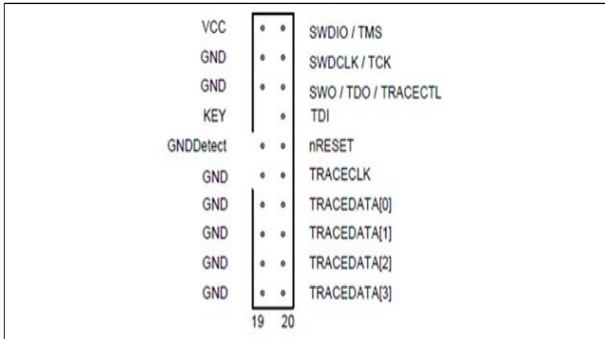 VCC SWDIO / TMS
GND SWDCLK / TCK
GND SWO / TDO / TRACECTL
KEY TDI
GNDDetect nRESET
GND TRACECLK
GND TRACEDATA[0]
GND TRACEDATA[1]
GND TRACEDATA[2]
GND TRACEDATA[3]
19 20